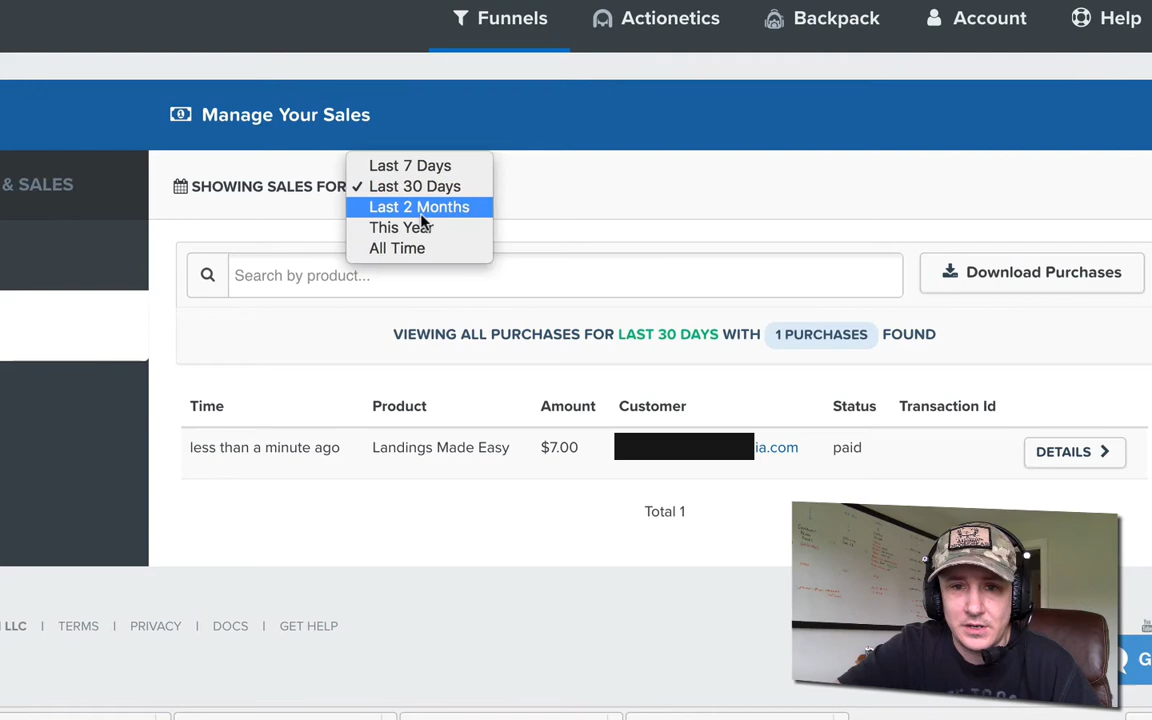 Funnels
Actionetics
Backpack
Account
Help
Manage Your Sales
& SALES
SHOWING SALES FOR
Last 7 Days
✓ Last 30 Days
Last 2 Months
This Year
All Time
Search by product...
Download Purchases
VIEWING ALL PURCHASES FOR LAST 30 DAYS WITH 1 PURCHASES FOUND
Time Product Amount Customer Status Transaction Id
less than a minute ago Landings Made Easy $7.00 ia.com paid
DETAILS
Total 1
LLC | TERMS | PRIVACY | DOCS | GET HELP
G